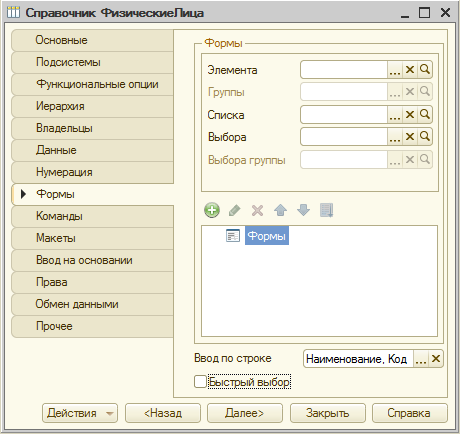 Справочник ФизическиеЛица
Основные
Подсистемы
Функциональные опции
Иерархия
Владельцы
Данные
Нумерация
Формы
Команды
Макеты
Ввод на основании
Права
Обмен данными
Прочее
Формы
Элемента
...
Группы
...
Списка
...
Выбора
...
Выбора группы
...
Формы
Ввод по строке
Наименование, Код ...
Быстрый выбор
Действия
<Назад
Далее>
Закрыть
Справка